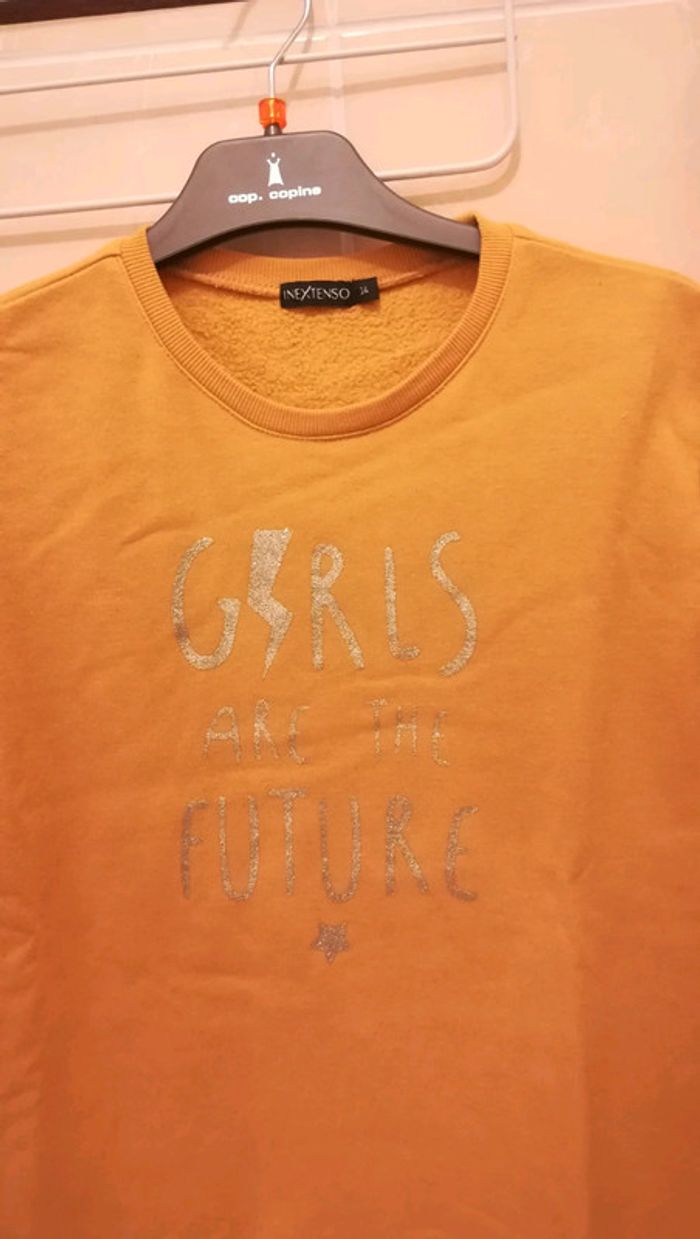 cop. copine
INEXTENSO 14
GIRLS
ARE THE
FUTURE